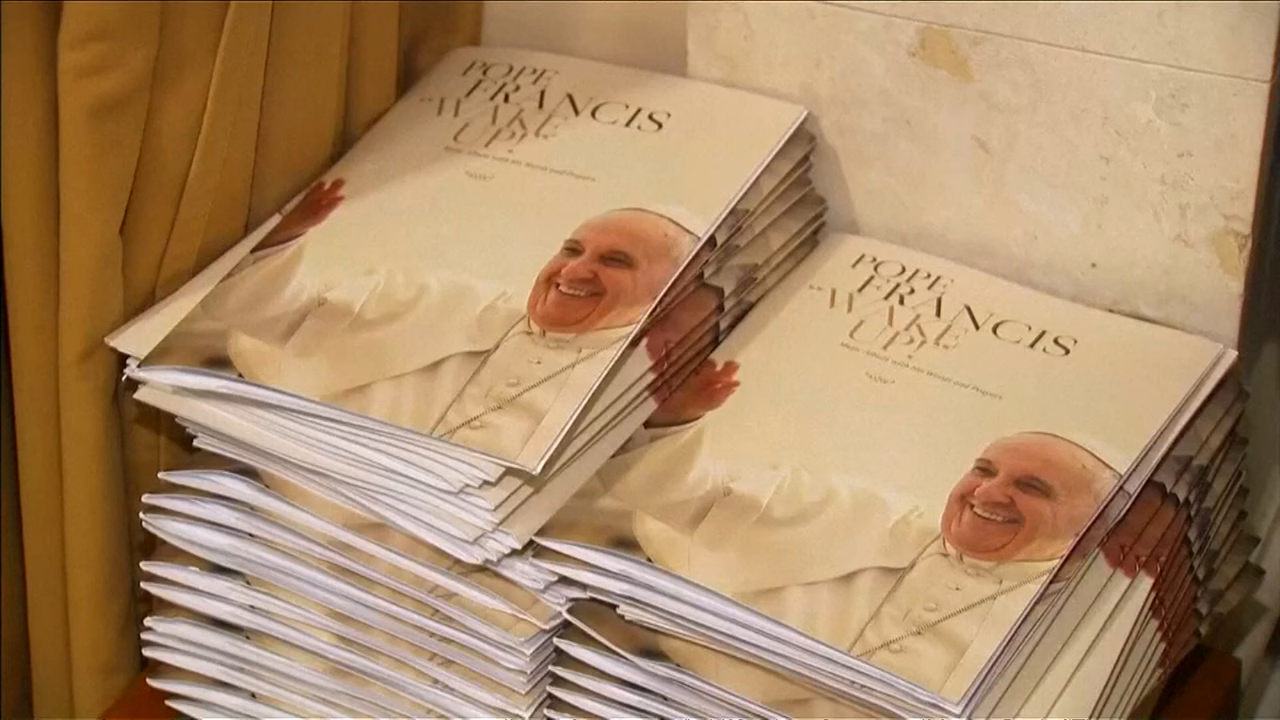 POPE
FRANCIS
"WAKE
UP!"
Music Album with His Words and Prayers
POPE
FRANCIS
"WAKE
UP!"
Music Album with His Words and Prayers